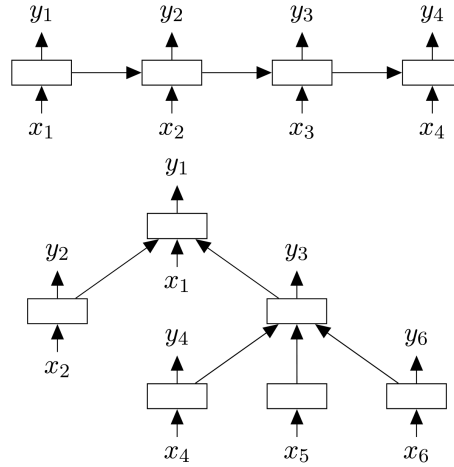 y₁ y₂ y₃ y₄
x₁ x₂ x₃ x₄
y₁
y₂ y₃
x₁
y₄ y₆
x₂
x₄ x₅ x₆